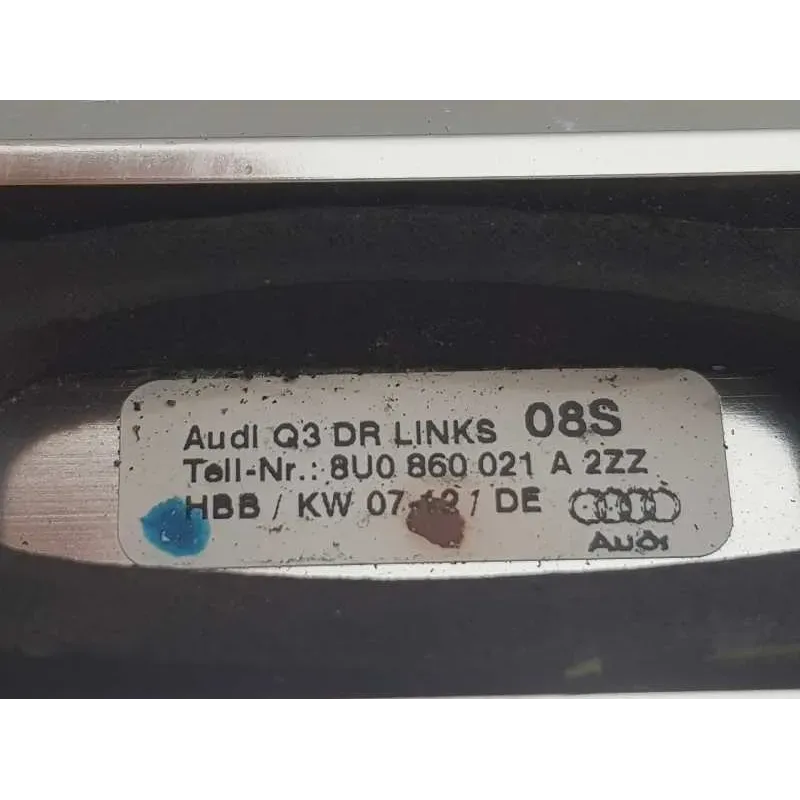 Audi Q3 DR LINKS 08S
Teil-Nr.: 8U0 860 021 A 2ZZ
HBB / KW 07-12 / DE
Audi